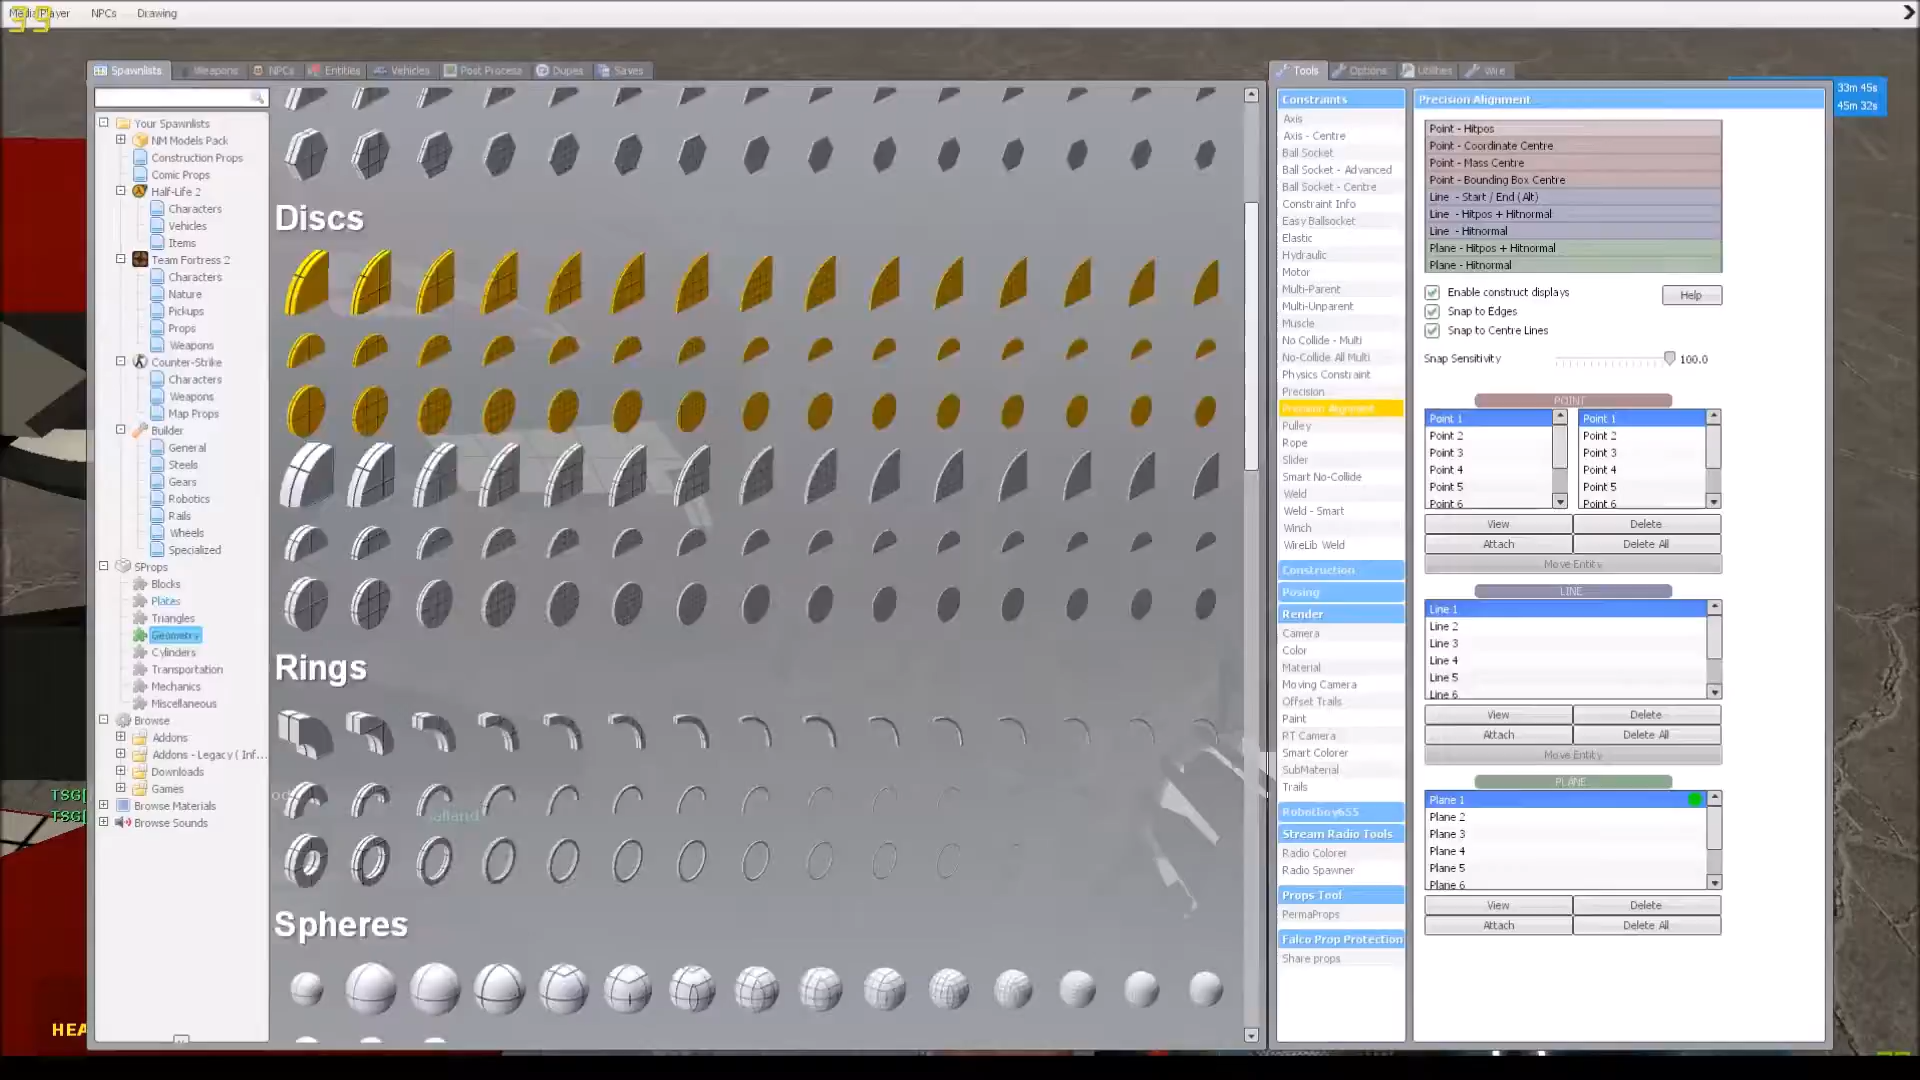 Media Player NPCs Drawing
99
Spawnlists Weapons NPCs Entities Vehicles Post Process Dupes Saves
Tools Options Utilities Wire
33m 45s
45m 32s
Your Spawnlists
NM Models Pack
Construction Props
Comic Props
Half-Life 2
Characters
Vehicles
Items
Team Fortress 2
Characters
Nature
Pickups
Props
Weapons
Counter-Strike
Characters
Weapons
Map Props
Builder
General
Steels
Gears
Robotics
Rails
Wheels
Specialized
SProps
Blocks
Plates
Triangles
Geometry
Cylinders
Transportation
Mechanics
Miscellaneous
Browse
Addons
Addons - Legacy ( Inf...
Downloads
Games
Browse Materials
Browse Sounds
TSG[
TSG[
HEA
Discs
Rings
Spheres
Constraints
Axis
Axis - Centre
Ball Socket
Ball Socket - Advanced
Ball Socket - Centre
Constraint Info
Easy Ballsocket
Elastic
Hydraulic
Motor
Multi-Parent
Multi-Unparent
Muscle
No Collide - Multi
No-Collide All Multi
Physics Constraint
Precision
Precision Alignment
Pulley
Rope
Slider
Smart No-Collide
Weld
Weld - Smart
Winch
WireLib Weld
Construction
Posing
Render
Camera
Color
Material
Moving Camera
Offset Trails
Paint
RT Camera
Smart Colorer
SubMaterial
Trails
Robotboy655
Stream Radio Tools
Radio Colorer
Radio Spawner
Props Tool
PermaProps
Falco Prop Protection
Share props
Precision Alignment
Point - Hitpos
Point - Coordinate Centre
Point - Mass Centre
Point - Bounding Box Centre
Line - Start / End (Alt)
Line - Hitpos + Hitnormal
Line - Hitnormal
Plane - Hitpos + Hitnormal
Plane - Hitnormal
Enable construct displays Help
Snap to Edges
Snap to Centre Lines
Snap Sensitivity 100.0
POINT
Point 1 Point 1
Point 2 Point 2
Point 3 Point 3
Point 4 Point 4
Point 5 Point 5
Point 6 Point 6
View Delete
Attach Delete All
Move Entity
LINE
Line 1
Line 2
Line 3
Line 4
Line 5
Line 6
View Delete
Attach Delete All
Move Entity
PLANE
Plane 1
Plane 2
Plane 3
Plane 4
Plane 5
Plane 6
View Delete
Attach Delete All